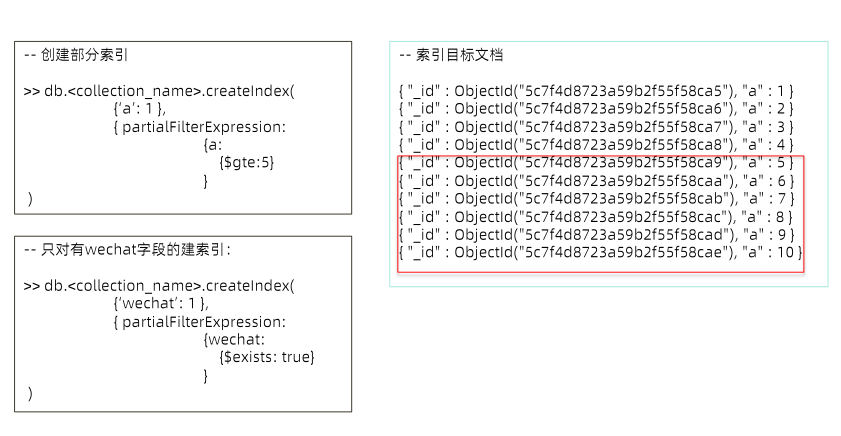 -- 创建部分索引
>> db.<collection_name>.createIndex(
{‘a’: 1 },
{ partialFilterExpression:
{a:
{$gte:5}
}
)
-- 只对有wechat字段的建索引：
>> db.<collection_name>.createIndex(
{‘wechat’: 1 },
{ partialFilterExpression:
{wechat:
{$exists: true}
}
)
-- 索引目标文档
{ "_id" : ObjectId("5c7f4d8723a59b2f55f58ca5"), "a" : 1 }
{ "_id" : ObjectId("5c7f4d8723a59b2f55f58ca6"), "a" : 2 }
{ "_id" : ObjectId("5c7f4d8723a59b2f55f58ca7"), "a" : 3 }
{ "_id" : ObjectId("5c7f4d8723a59b2f55f58ca8"), "a" : 4 }
{ "_id" : ObjectId("5c7f4d8723a59b2f55f58ca9"), "a" : 5 }
{ "_id" : ObjectId("5c7f4d8723a59b2f55f58caa"), "a" : 6 }
{ "_id" : ObjectId("5c7f4d8723a59b2f55f58cab"), "a" : 7 }
{ "_id" : ObjectId("5c7f4d8723a59b2f55f58cac"), "a" : 8 }
{ "_id" : ObjectId("5c7f4d8723a59b2f55f58cad"), "a" : 9 }
{ "_id" : ObjectId("5c7f4d8723a59b2f55f58cae"), "a" : 10 }